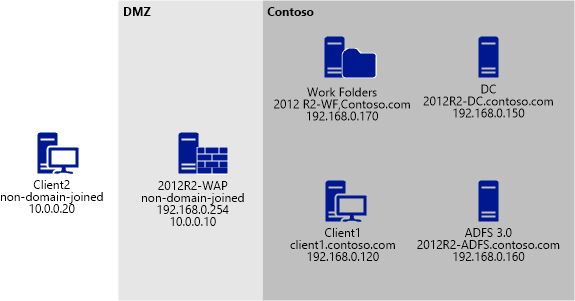 DMZ
Contoso
Work Folders
2012 R2-WF,Contoso.com
192.168.0.170
DC
2012R2-DC.contoso.com
192.168.0.150
Client2
non-domain-joined
10.0.0.20
2012R2-WAP
non-domain-joined
192.168.0.254
10.0.0.10
Client1
client1.contoso.com
192.168.0.120
ADFS 3.0
2012R2-ADFS.contoso.com
192.168.0.160